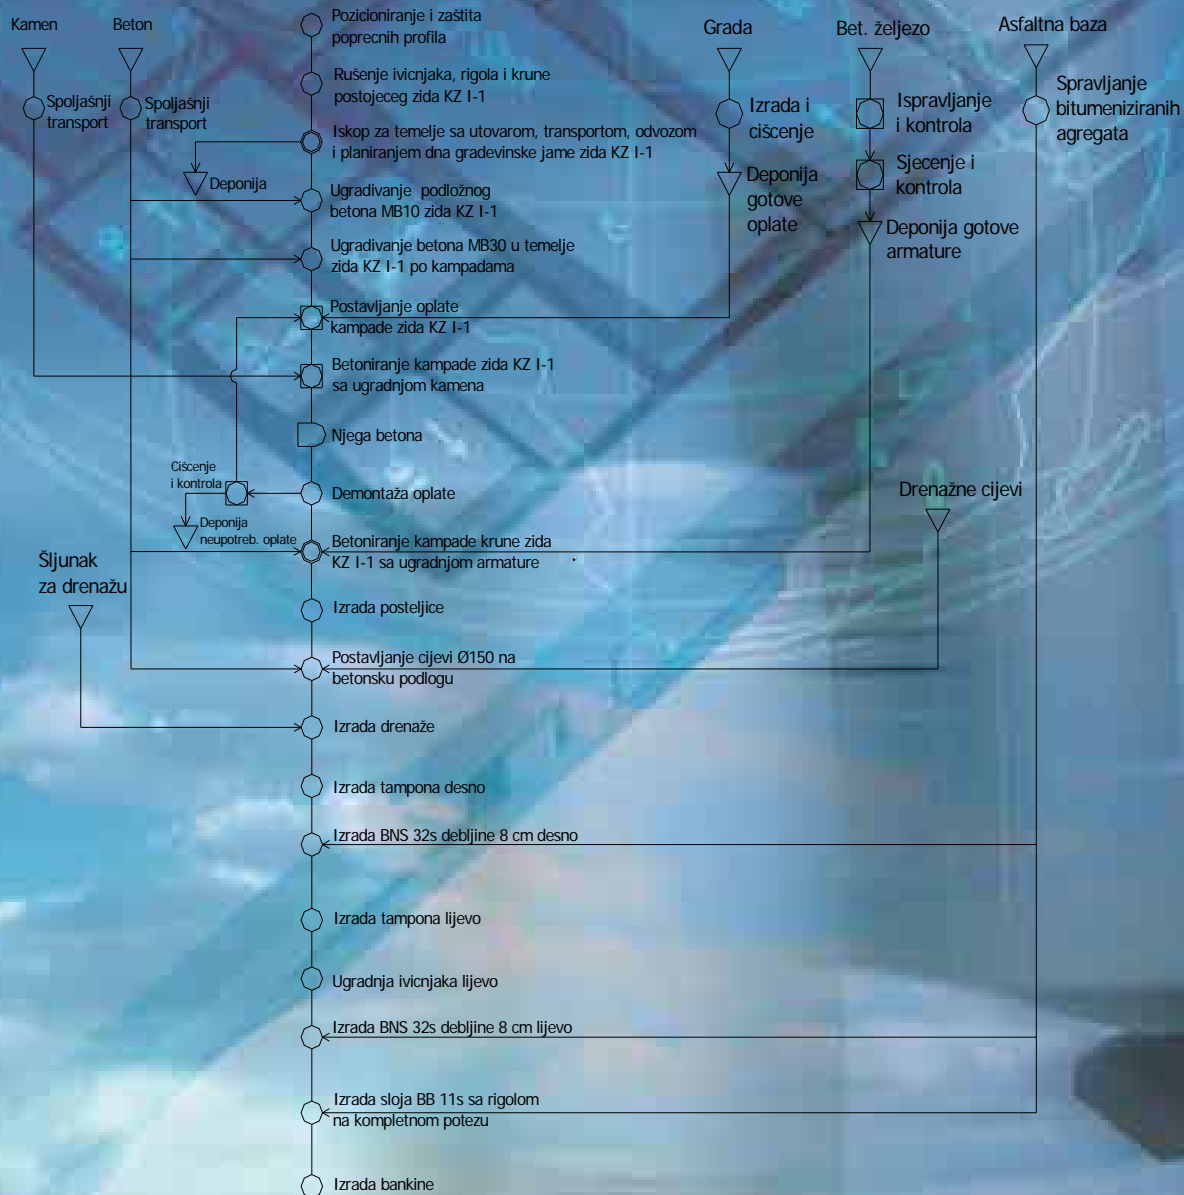 Kamen
Beton
Pozicioniranje i zaštita
poprecnih profila
Grada
Bet. željezo
Asfaltna baza
Spoljašnji
transport
Spoljašnji
transport
Rušenje ivicnjaka, rigola i krune
postojeceg zida KZ I-1
Izrada i
cišcenje
Ispravljanje
i kontrola
Spravljanje
bitumeniziranih
agregata
Iskop za temelje sa utovarom, transportom, odvozom
i planiranjem dna gradevinske jame zida KZ I-1
Deponija
Deponija
gotove
oplate
Sjecenje i
kontrola
Ugradivanje podložnog
betona MB10 zida KZ I-1
Deponija gotove
armature
Ugradivanje betona MB30 u temelje
zida KZ I-1 po kampadama
Postavljanje oplate
kampade zida KZ I-1
Betoniranje kampade zida KZ I-1
sa ugradnjom kamena
Njega betona
Cišcenje
i kontrola
Demontaža oplate
Drenažne cijevi
Deponija
neupotreb. oplate
Betoniranje kampade krune zida
KZ I-1 sa ugradnjom armature
Šljunak
za drenažu
Izrada posteljice
Postavljanje cijevi Ø150 na
betonsku podlogu
Izrada drenaže
Izrada tampona desno
Izrada BNS 32s debljine 8 cm desno
Izrada tampona lijevo
Ugradnja ivicnjaka lijevo
Izrada BNS 32s debljine 8 cm lijevo
Izrada sloja BB 11s sa rigolom
na kompletnom potezu
Izrada bankine